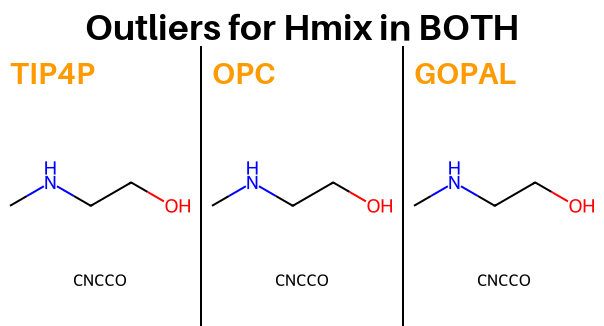 Outliers for Hmix in BOTH
TIP4P
OPC
GOPAL
H
N
OH
H
N
OH
H
N
OH
CNCCO
CNCCO
CNCCO